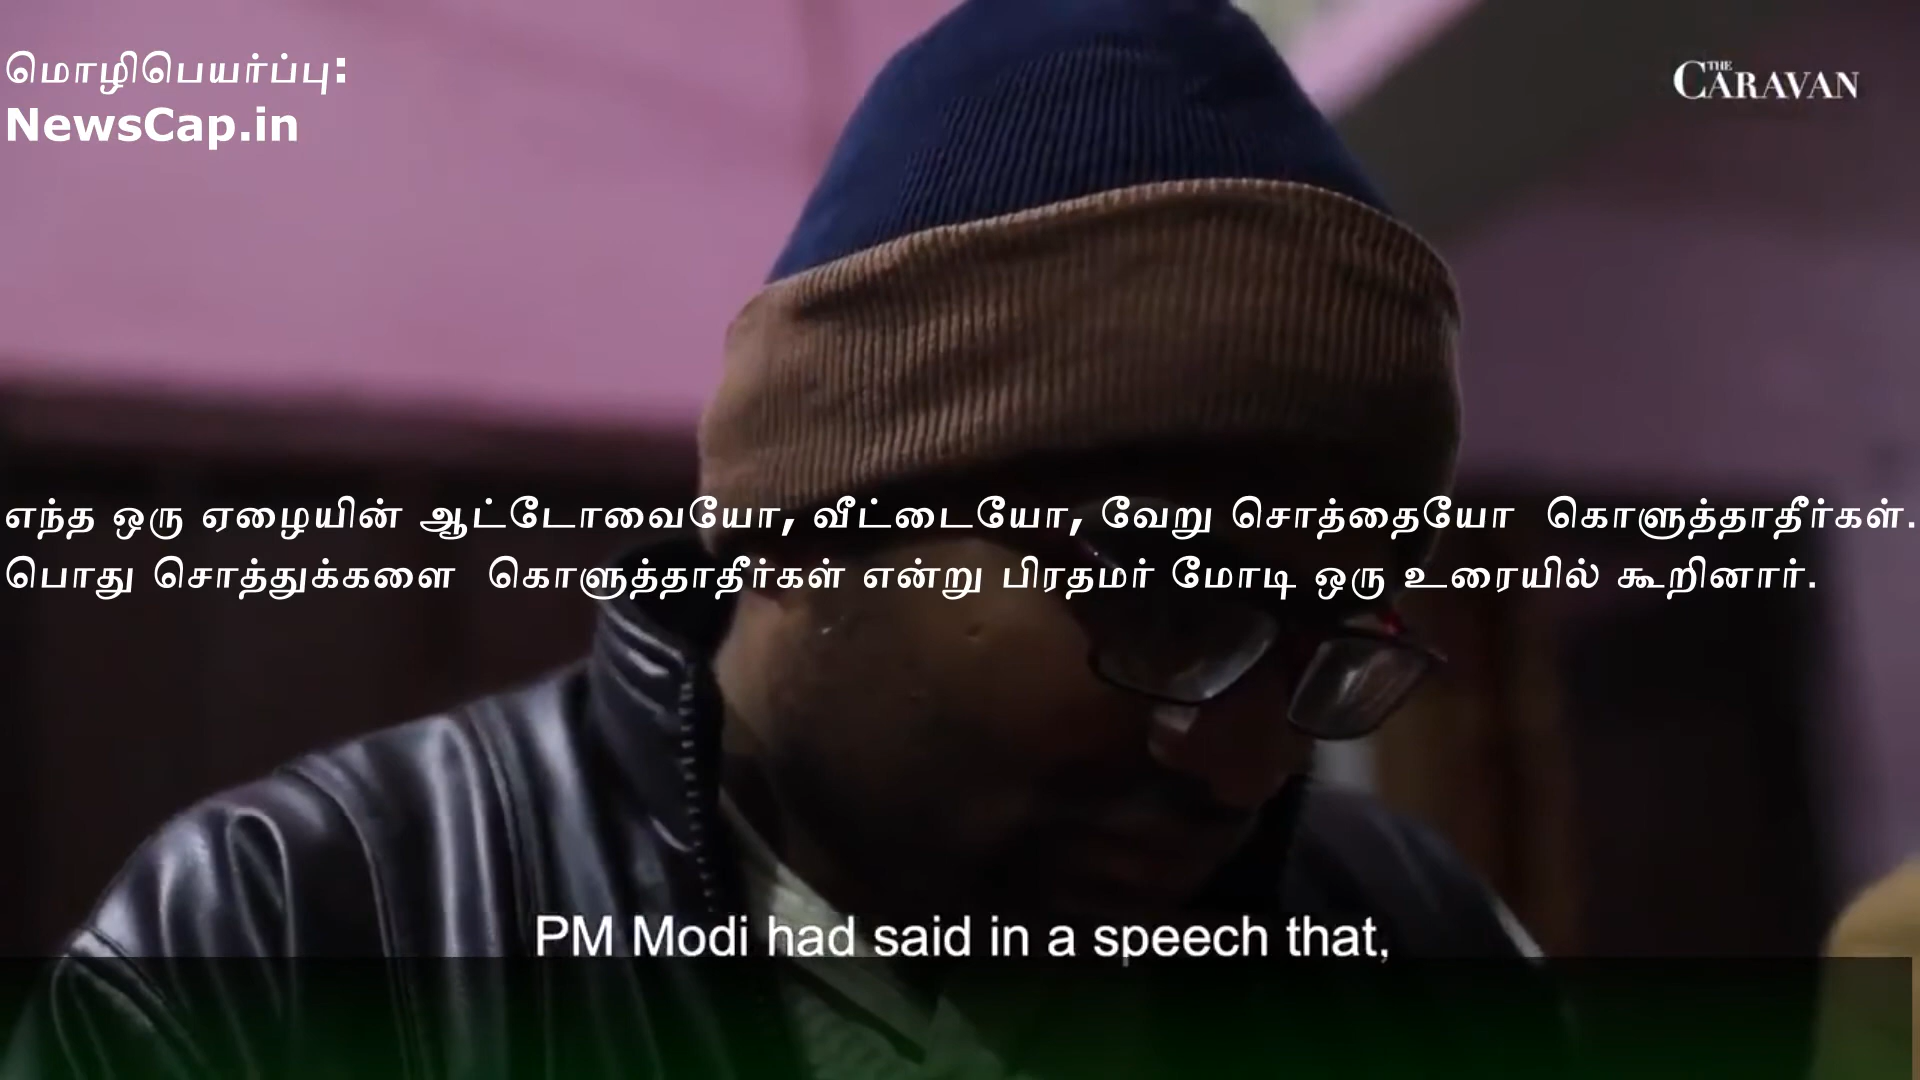 மொழிபெயர்ப்பு:
NewsCap.in
THE CARAVAN
எந்த ஒரு ஏழையின் ஆட்டோவையோ, வீட்டையோ, வேறு சொத்தையோ கொளுத்தாதீர்கள்.
பொது சொத்துக்களை கொளுத்தாதீர்கள் என்று பிரதமர் மோடி ஒரு உரையில் கூறினார்.
PM Modi had said in a speech that,